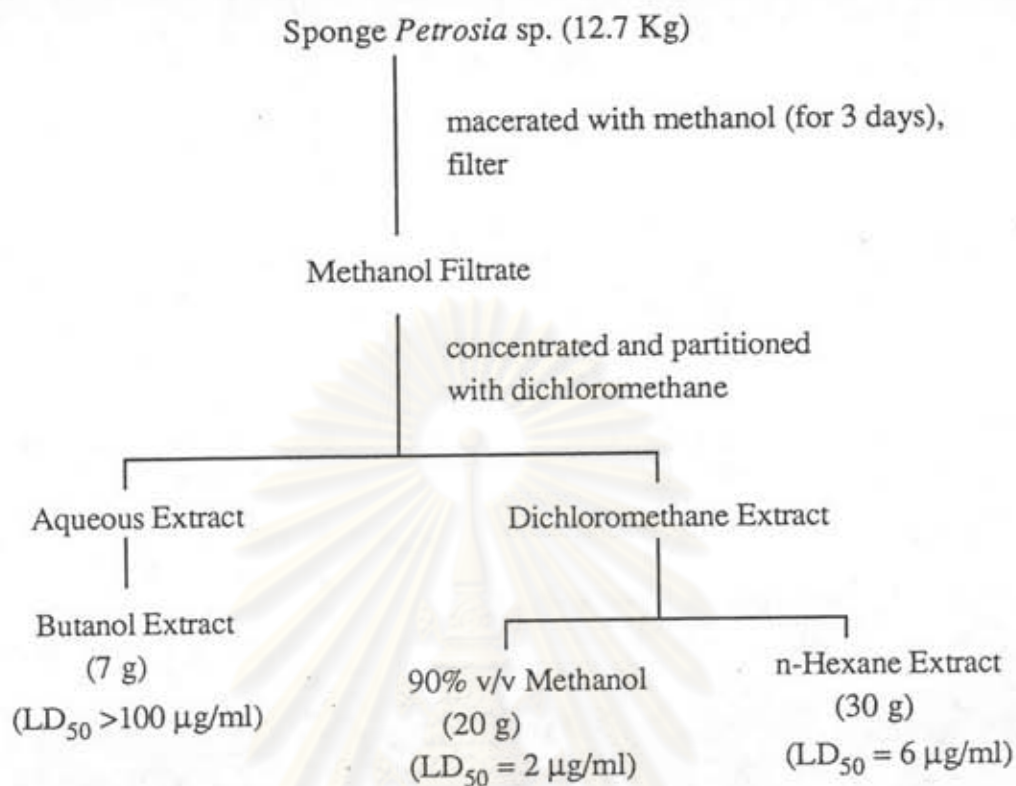 Sponge Petrosia sp. (12.7 Kg)
macerated with methanol (for 3 days),
filter
Methanol Filtrate
concentrated and partitioned
with dichloromethane
Aqueous Extract
Dichloromethane Extract
Butanol Extract
(7 g)
(LD50 >100 µg/ml)
90% v/v Methanol
(20 g)
(LD50 = 2 µg/ml)
n-Hexane Extract
(30 g)
(LD50 = 6 µg/ml)